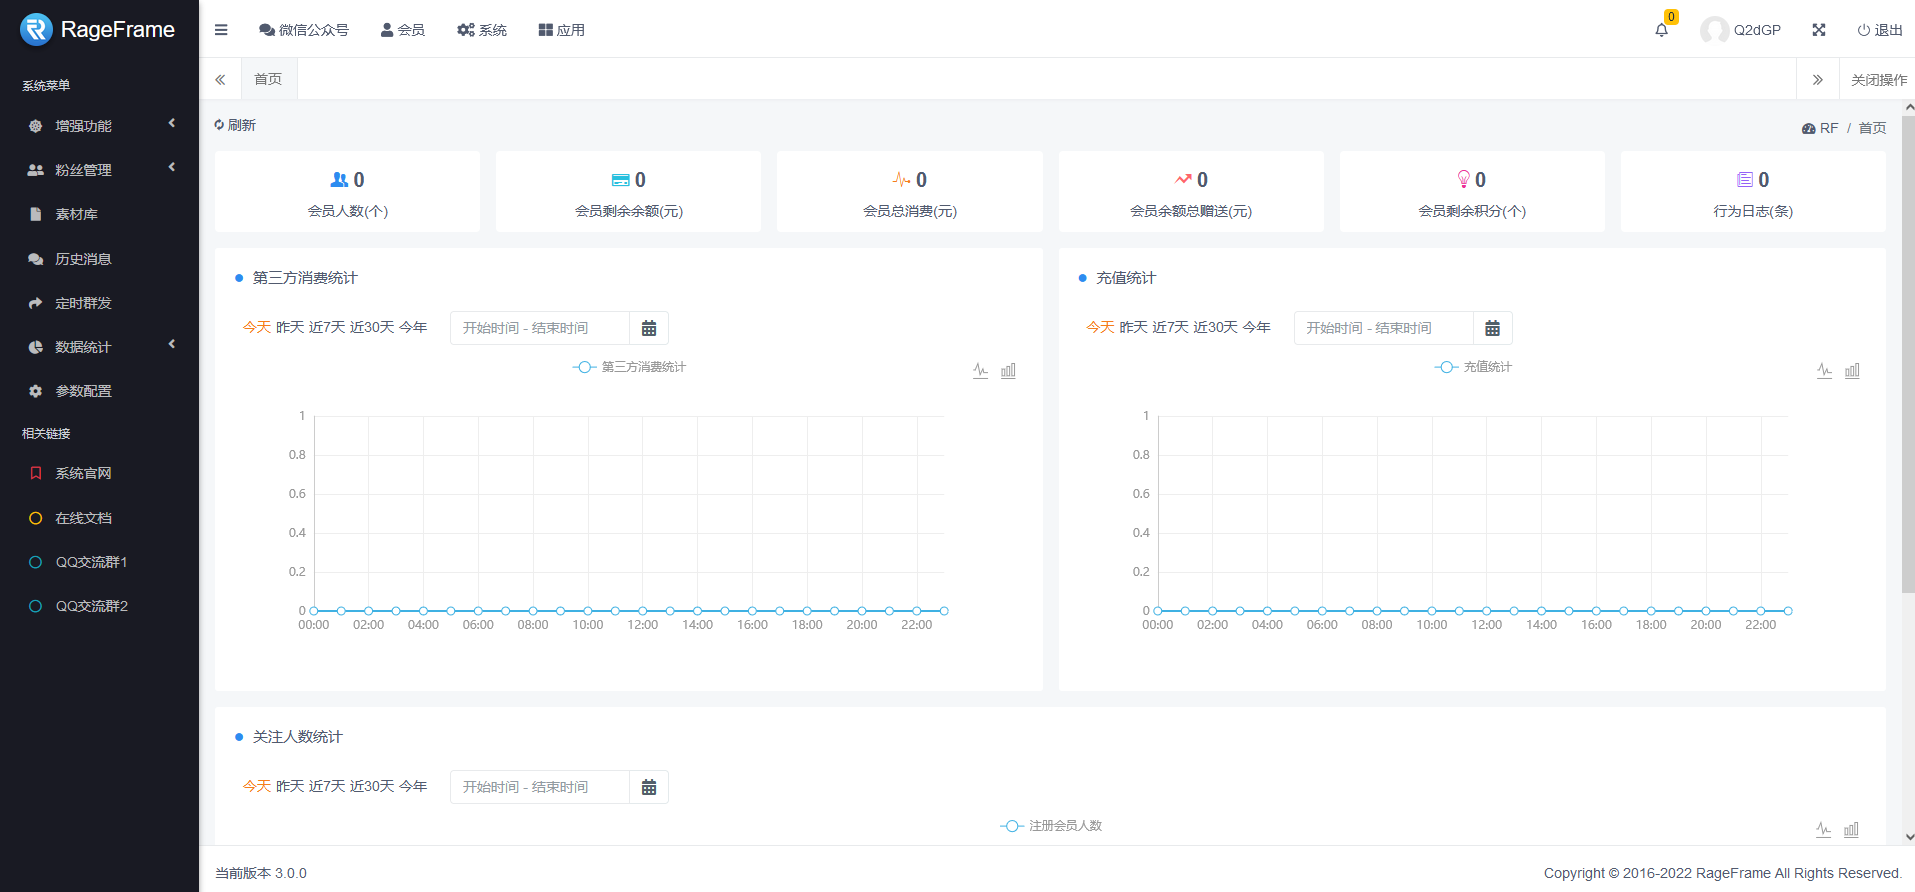 RageFrame
微信公众号 会员 系统 应用
0
Q2dGP
退出
首页
关闭操作
系统菜单
增强功能
粉丝管理
素材库
历史消息
定时群发
数据统计
参数配置
相关链接
系统官网
在线文档
QQ交流群1
QQ交流群2
刷新
RF / 首页
0
会员人数(个)
0
会员剩余余额(元)
0
会员总消费(元)
0
会员余额总赠送(元)
0
会员剩余积分(个)
0
行为日志(条)
第三方消费统计
今天 昨天 近7天 近30天 今年
开始时间 - 结束时间
第三方消费统计
1
0.8
0.6
0.4
0.2
0
00:00 02:00 04:00 06:00 08:00 10:00 12:00 14:00 16:00 18:00 20:00 22:00
充值统计
今天 昨天 近7天 近30天 今年
开始时间 - 结束时间
充值统计
1
0.8
0.6
0.4
0.2
0
00:00 02:00 04:00 06:00 08:00 10:00 12:00 14:00 16:00 18:00 20:00 22:00
关注人数统计
今天 昨天 近7天 近30天 今年
开始时间 - 结束时间
注册会员人数
当前版本 3.0.0
Copyright © 2016-2022 RageFrame All Rights Reserved.